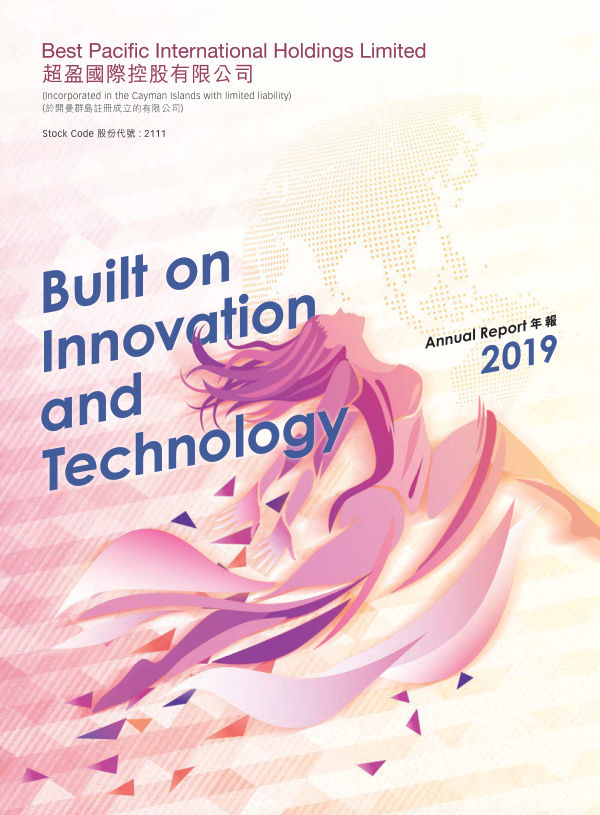 Best Pacific International Holdings Limited
超盈國際控股有限公司
(Incorporated in the Cayman Islands with limited liability)
(於開曼群島註冊成立的有限公司)
Stock Code 股份代號 : 2111
Built on
Innovation
and
Technology
Annual Report 年報
2019